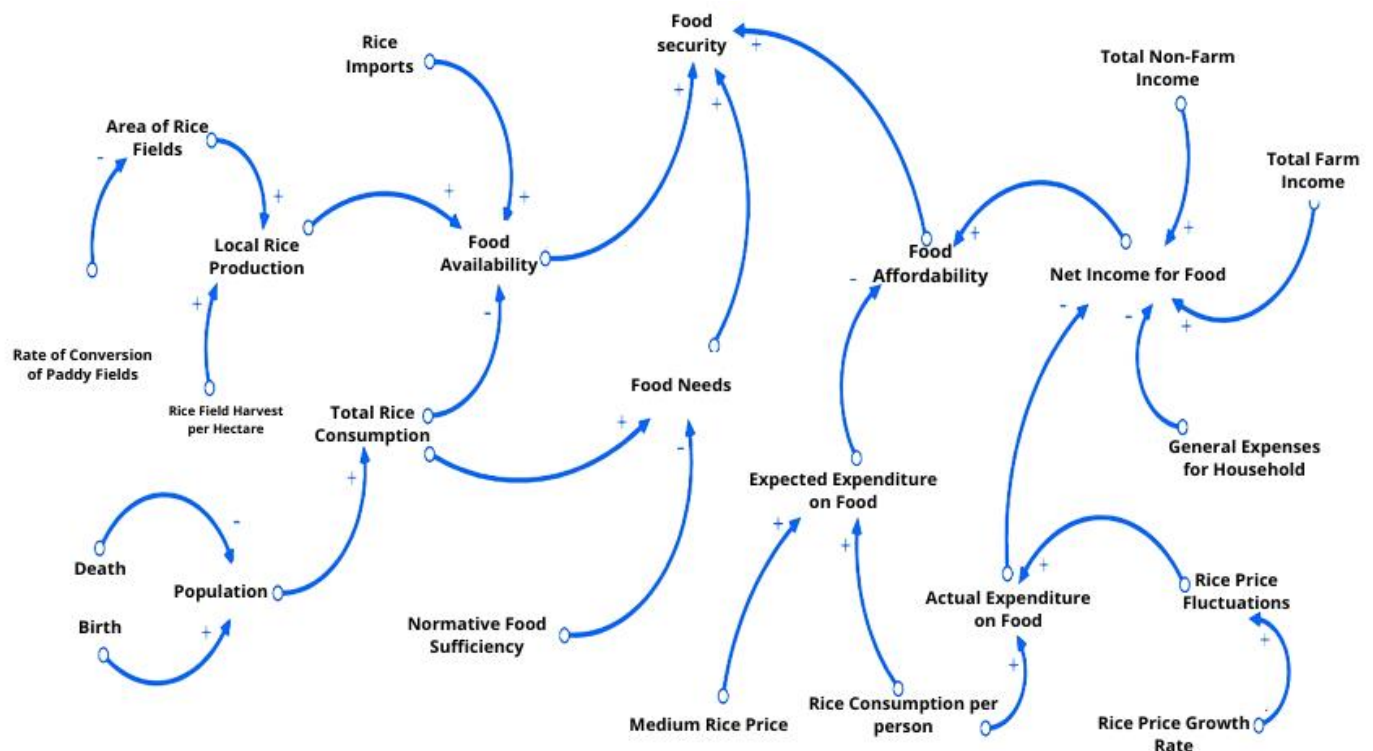 Food
security
Rice
Imports
Total Non-Farm
Income
Area of Rice
Fields
Total Farm
Income
Local Rice
Production
Food
Availability
Food
Affordability
Net Income for Food
Rate of Conversion
of Paddy Fields
Rice Field Harvest
per Hectare
Total Rice
Consumption
Food Needs
General Expenses
for Household
Expected Expenditure
on Food
Death
Population
Birth
Normative Food
Sufficiency
Actual Expenditure
on Food
Rice Price
Fluctuations
Medium Rice Price
Rice Consumption per
person
Rice Price Growth
Rate
+
+
+
+
-
+
+
+
+
+
-
+
+
-
-
-
+
+
-
+
-
+
+
+
-
+
+
+